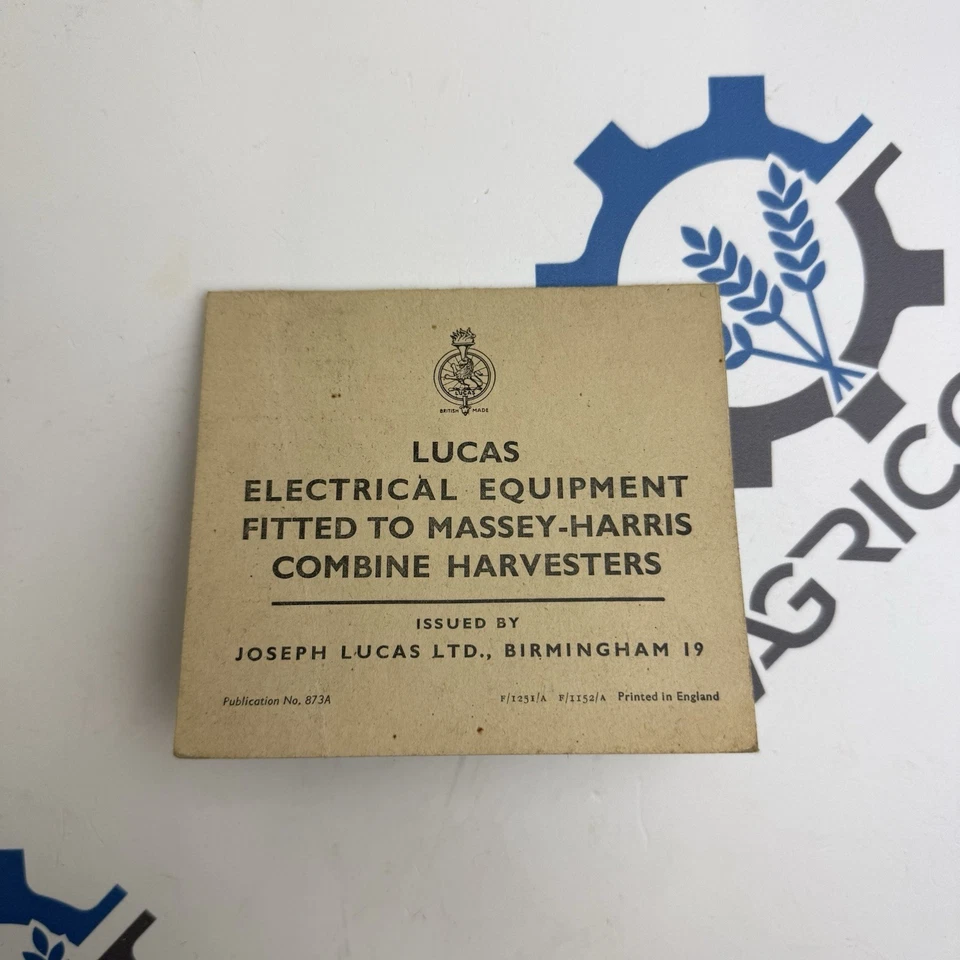 LUCAS
BRITISH MADE
LUCAS
ELECTRICAL EQUIPMENT
FITTED TO MASSEY-HARRIS
COMBINE HARVESTERS
ISSUED BY
JOSEPH LUCAS LTD., BIRMINGHAM 19
Publication No. 873A F/1251/A F/1152/A Printed in England